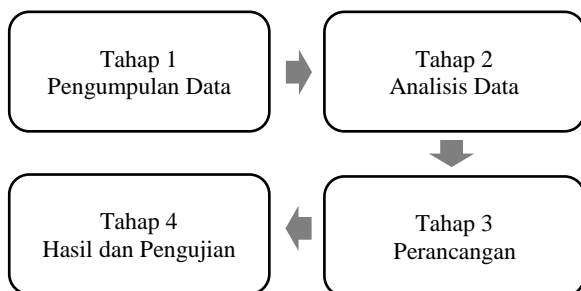 Tahap 1
Pengumpulan Data
Tahap 2
Analisis Data
Tahap 3
Perancangan
Tahap 4
Hasil dan Pengujian